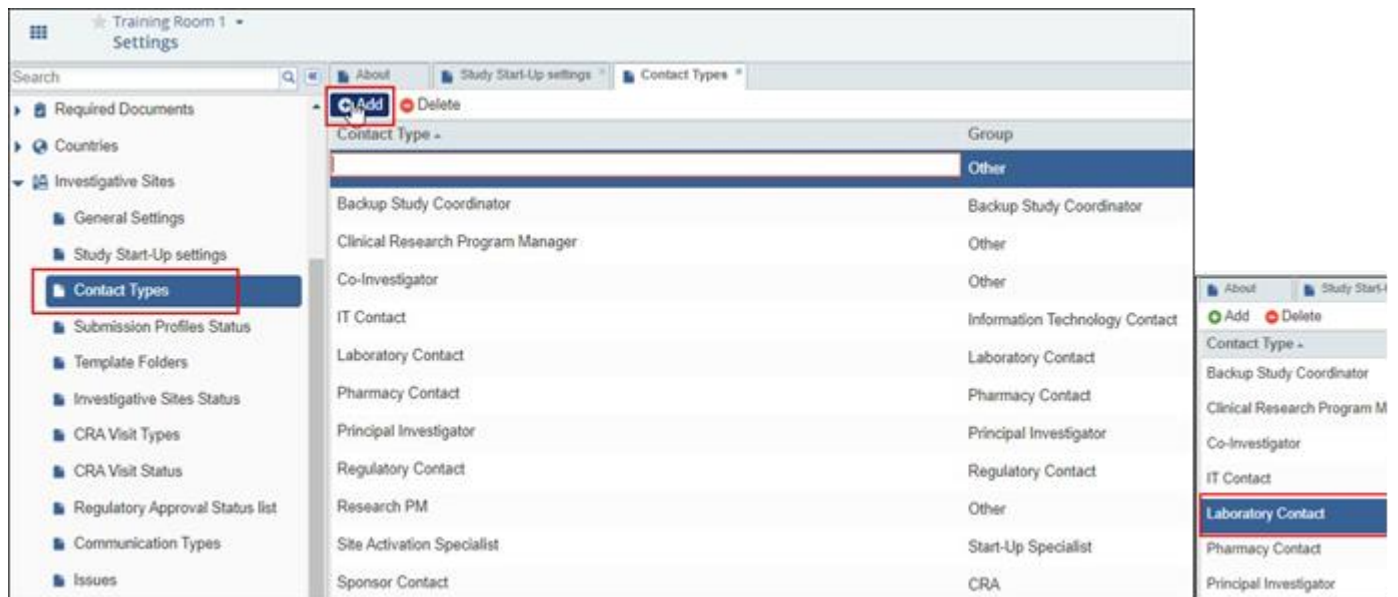 Training Room 1
Settings
Search
About
Study Start-Up settings
Contact Types
Required Documents
Add
Delete
Contact Type
Group
Countries
Other
Investigative Sites
Backup Study Coordinator
Backup Study Coordinator
General Settings
Clinical Research Program Manager
Other
Study Start-Up settings
Co-Investigator
Other
Contact Types
IT Contact
Information Technology Contact
Submission Profiles Status
Laboratory Contact
Laboratory Contact
Template Folders
Pharmacy Contact
Pharmacy Contact
Investigative Sites Status
Principal Investigator
Principal Investigator
CRA Visit Types
Regulatory Contact
Regulatory Contact
CRA Visit Status
Research PM
Other
Regulatory Approval Status list
Site Activation Specialist
Start-Up Specialist
Communication Types
Sponsor Contact
CRA
Issues
About
Study Start-
Add
Delete
Contact Type
Backup Study Coordinator
Clinical Research Program M
Co-Investigator
IT Contact
Laboratory Contact
Pharmacy Contact
Principal Investigator